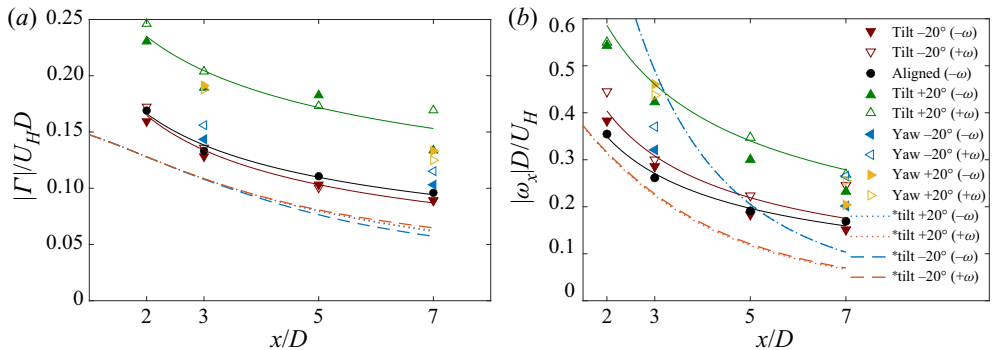 (a)
|Γ|/U_H D
0.25
0.20
0.15
0.10
0.05
0
2 3 5 7
x/D
(b)
|ω_x|D/U_H
0.6
0.5
0.4
0.3
0.2
0.1
0
2 3 5 7
x/D
Tilt –20° (–ω)
Tilt –20° (+ω)
Aligned (–ω)
Tilt +20° (–ω)
Tilt +20° (+ω)
Yaw –20° (–ω)
Yaw –20° (+ω)
Yaw +20° (–ω)
Yaw +20° (+ω)
*tilt +20° (–ω)
*tilt +20° (+ω)
*tilt –20° (–ω)
*tilt –20° (+ω)